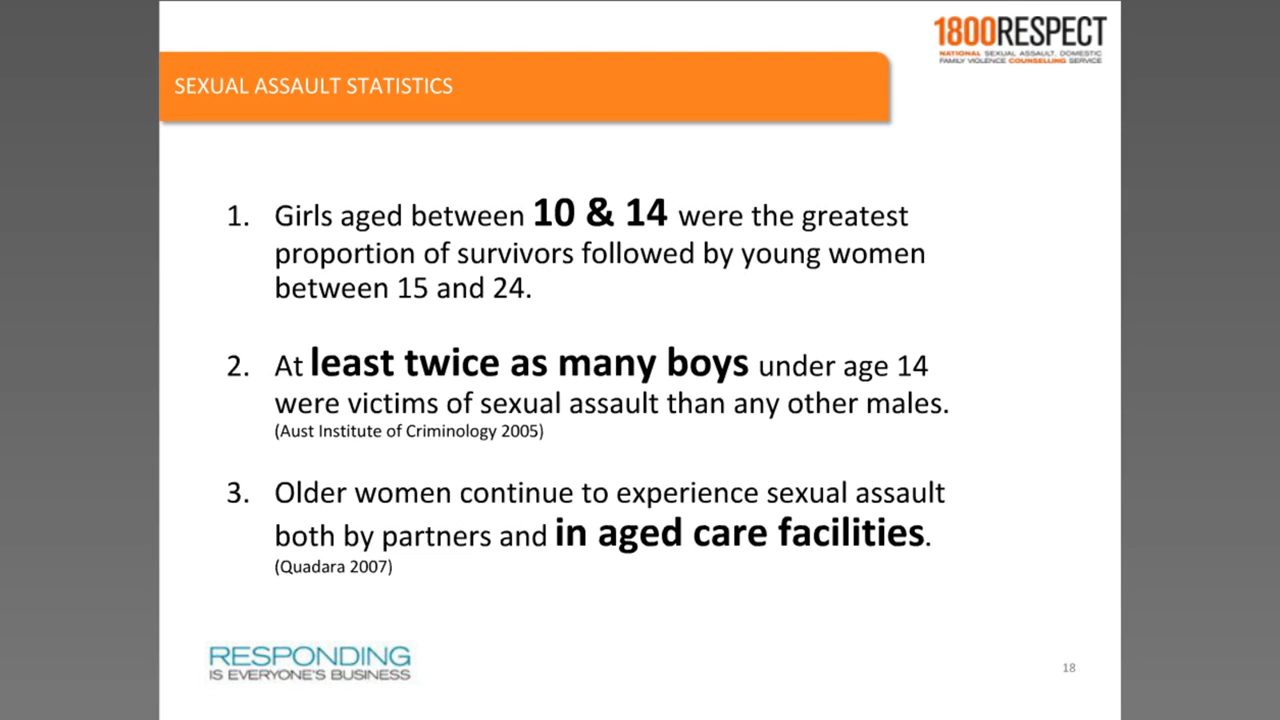 1800RESPECT
NATIONAL SEXUAL ASSAULT, DOMESTIC
FAMILY VIOLENCE COUNSELLING SERVICE
SEXUAL ASSAULT STATISTICS
1. Girls aged between 10 & 14 were the greatest
proportion of survivors followed by young women
between 15 and 24.
2. At least twice as many boys under age 14
were victims of sexual assault than any other males.
(Aust Institute of Criminology 2005)
3. Older women continue to experience sexual assault
both by partners and in aged care facilities.
(Quadara 2007)
RESPONDING
IS EVERYONE'S BUSINESS
18